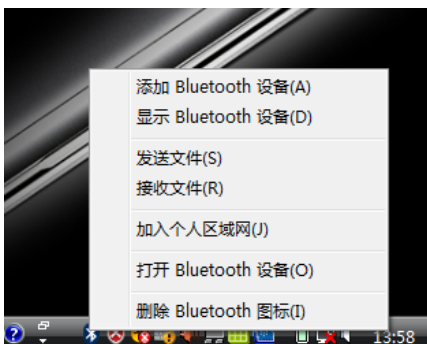 添加 Bluetooth 设备(A)
显示 Bluetooth 设备(D)
发送文件(S)
接收文件(R)
加入个人区域网(J)
打开 Bluetooth 设备(O)
删除 Bluetooth 图标(I)
13:58